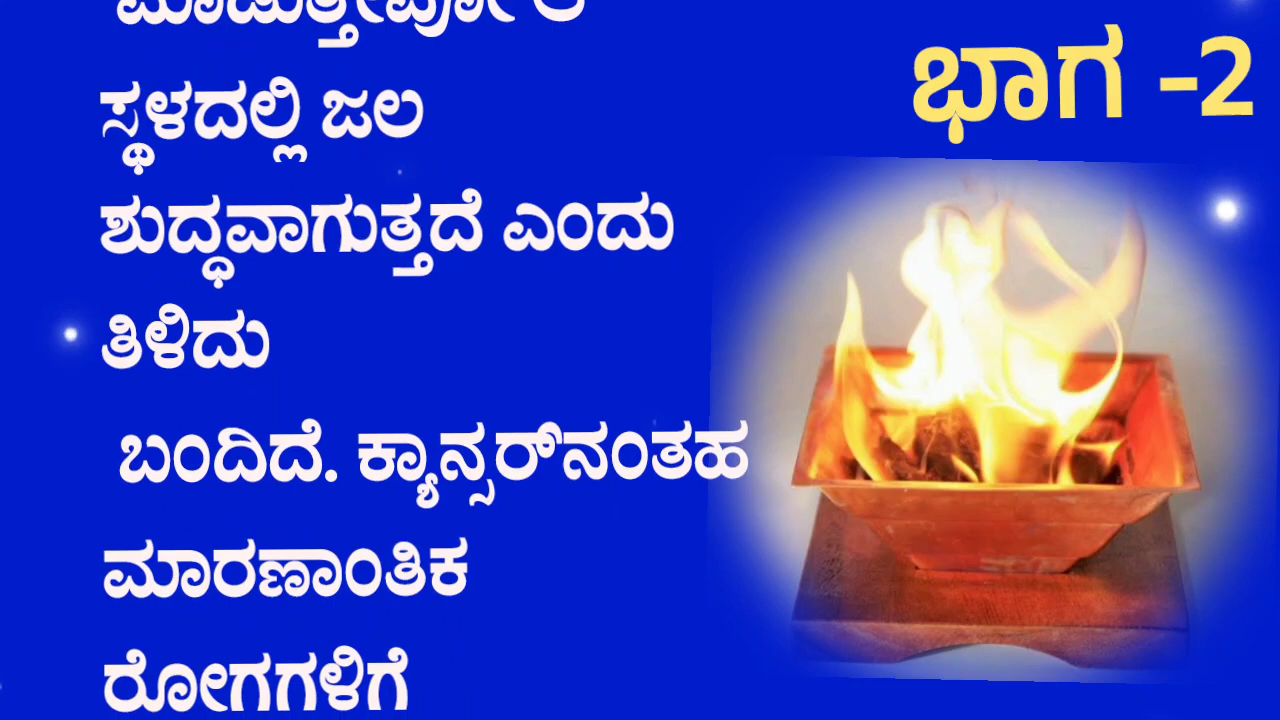 ಮಾಡುತ್ತೇವೋ ಆ
ಸ್ಥಳದಲ್ಲಿ ಜಲ
ಶುದ್ಧವಾಗುತ್ತದೆ ಎಂದು
ತಿಳಿದು
ಬಂದಿದೆ. ಕ್ಯಾನ್ಸರ್‌ನಂತಹ
ಮಾರಣಾಂತಿಕ
ರೋಗಗಳಿಗೆ
ಭಾಗ -2